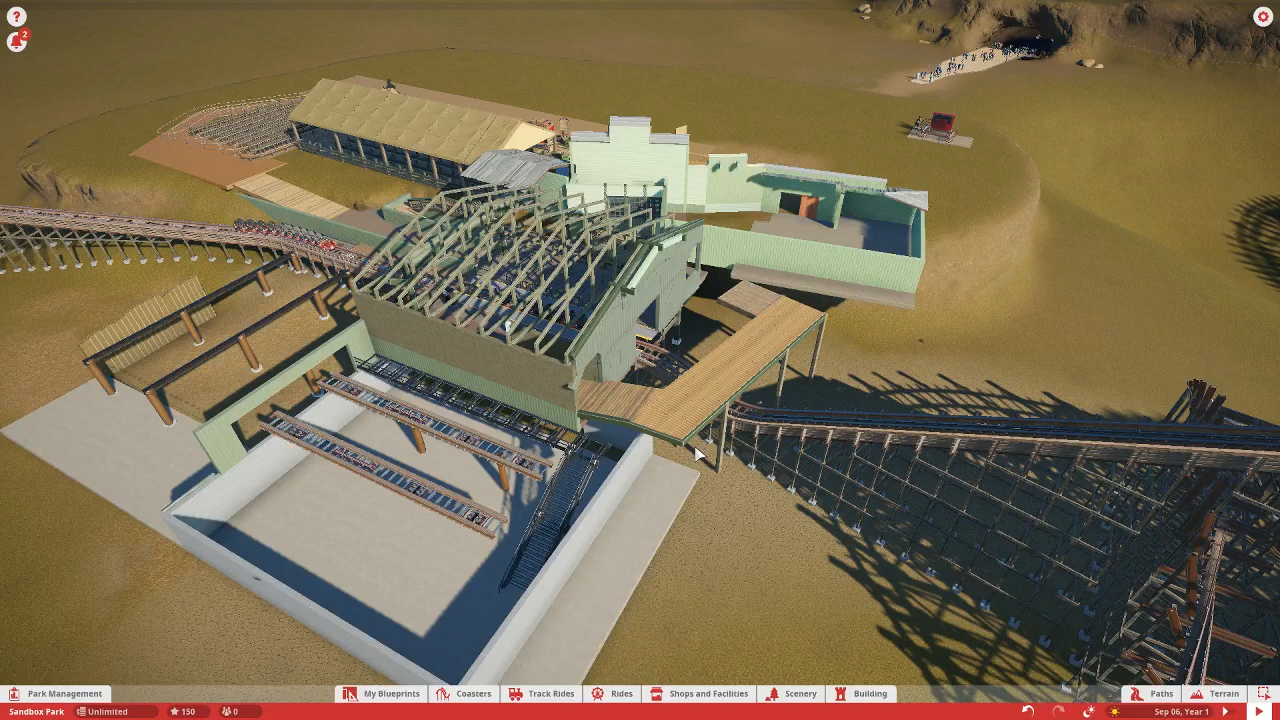 ?
2
Park Management
My Blueprints
Coasters
Track Rides
Rides
Shops and Facilities
Scenery
Building
Paths
Terrain
Sandbox Park
Unlimited
150
0
Sep 06, Year 1